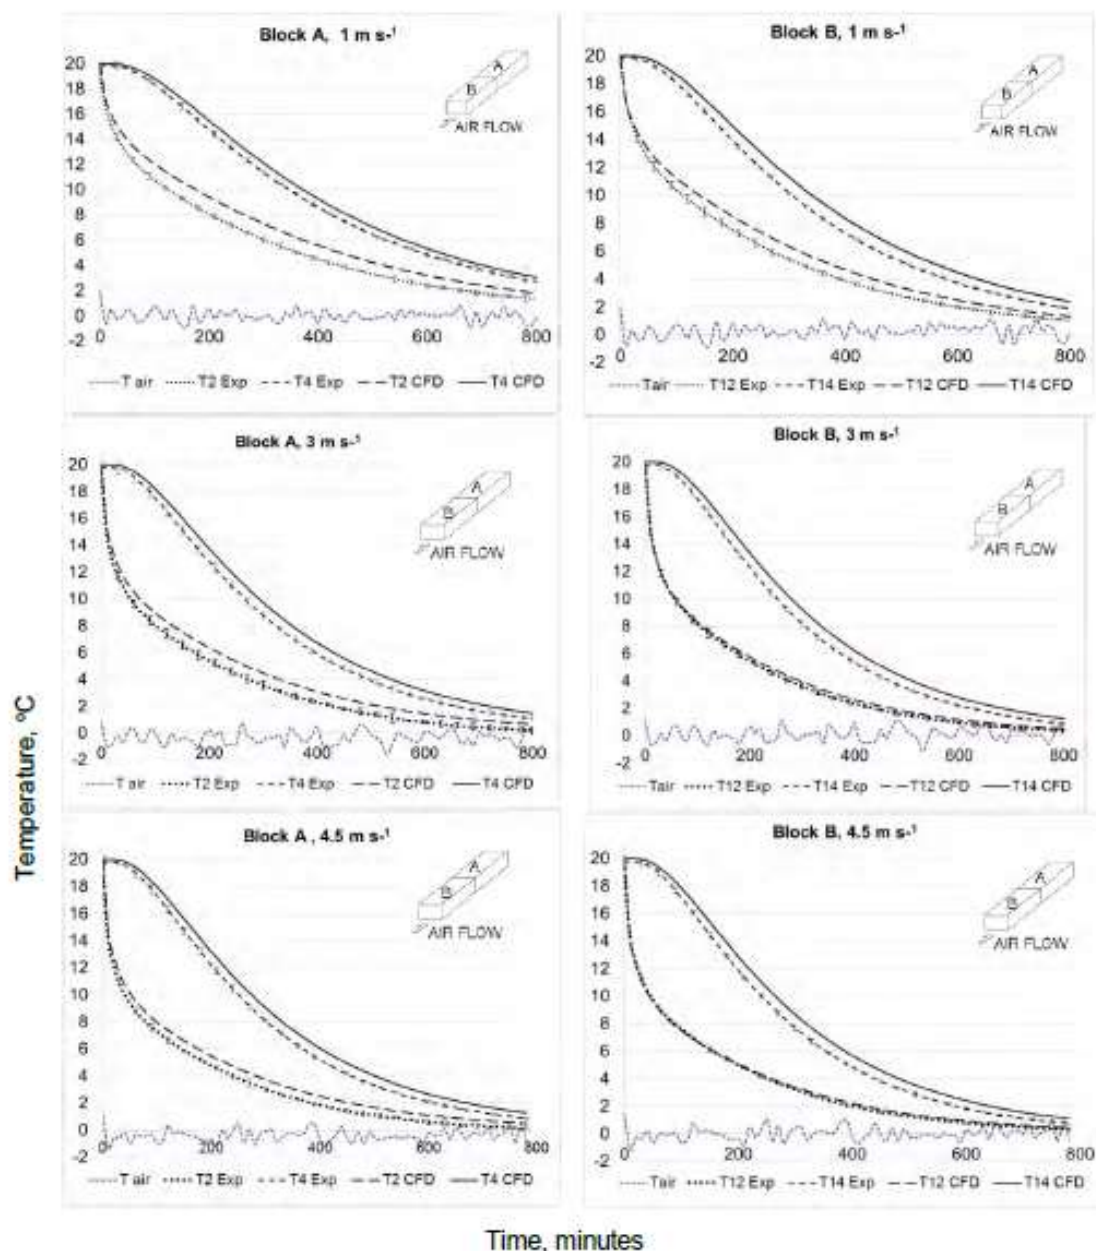 Block A, 1 m s-1
20
18
16
14
12
10
8
6
4
2
0
-2
0 200 400 600 800
A
B
AIR FLOW
T air T2 Exp T4 Exp T2 CFD T4 CFD
Block B, 1 m s-1
20
18
16
14
12
10
8
6
4
2
0
-2
0 200 400 600 800
A
B
AIR FLOW
Tair T12 Exp T14 Exp T12 CFD T14 CFD
Block A, 3 m s-1
20
18
16
14
12
10
8
6
4
2
0
-2
0 200 400 600 800
A
B
AIR FLOW
T air T2 Exp T4 Exp T2 CFD T4 CFD
Block B, 3 m s-1
20
18
16
14
12
10
8
6
4
2
0
-2
0 200 400 600 800
A
B
AIR FLOW
Tair T12 Exp T14 Exp T12 CFD T14 CFD
Block A , 4.5 m s-1
20
18
16
14
12
10
8
6
4
2
0
-2
0 200 400 600 800
A
B
AIR FLOW
T air T2 Exp T4 Exp T2 CFD T4 CFD
Block B, 4.5 m s-1
20
18
16
14
12
10
8
6
4
2
0
-2
0 200 400 600 800
A
B
AIR FLOW
Tair T12 Exp T14 Exp T12 CFD T14 CFD
Temperature, ºC
Time, minutes